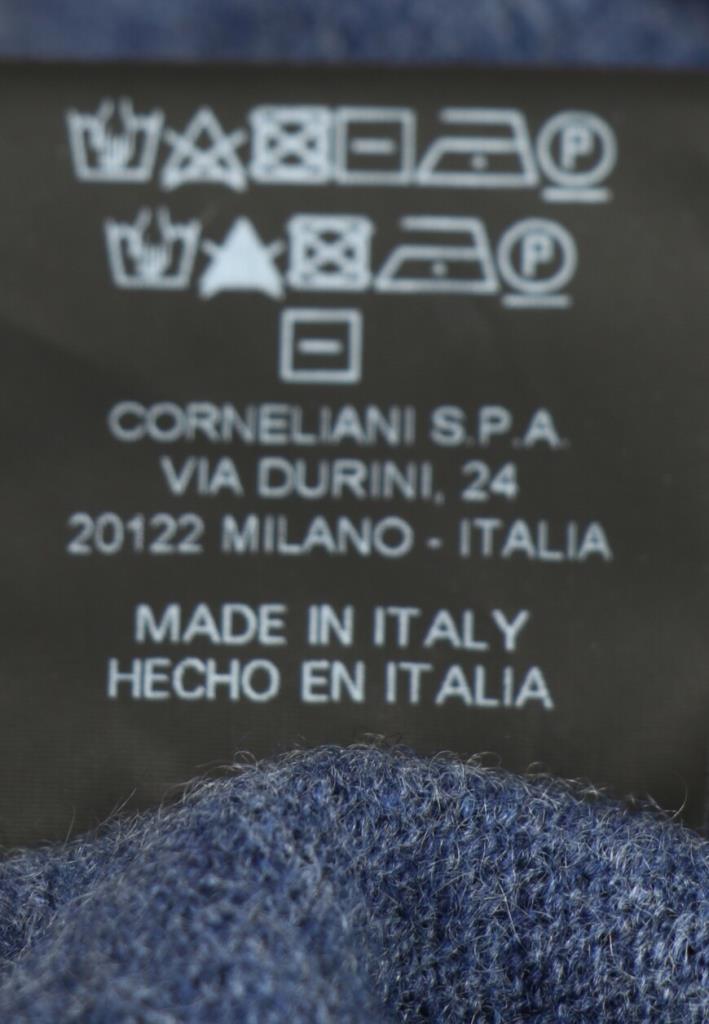 P
P
CORNELIANI S.P.A.
VIA DURINI, 24
20122 MILANO - ITALIA
MADE IN ITALY
HECHO EN ITALIA